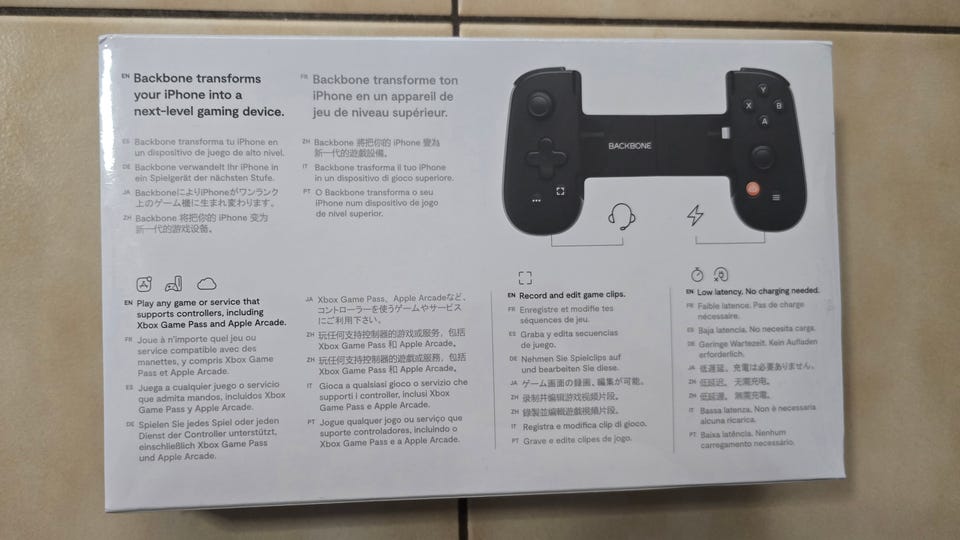 EN Backbone transforms
your iPhone into a
next-level gaming device.
ES Backbone transforma tu iPhone en
un dispositivo de juego de alto nivel.
DE Backbone verwandelt Ihr iPhone in
ein Spielgerät der nächsten Stufe.
JA BackboneによりiPhoneがワンランク
上のゲーム機に生まれ変わります。
ZH Backbone 将把你的 iPhone 变为
新一代的游戏设备。
FR Backbone transforme ton
iPhone en un appareil de
jeu de niveau supérieur.
ZH Backbone 將把你的 iPhone 變為
新一代的遊戲設備。
IT Backbone trasforma il tuo iPhone
in un dispositivo di gioco superiore.
PT O Backbone transforma o seu
iPhone num dispositivo de jogo
de nível superior.
BACKBONE
Y
X
B
A
EN Play any game or service that
supports controllers, including
Xbox Game Pass and Apple Arcade.
FR Joue à n'importe quel jeu ou
service compatible avec des
manettes, y compris Xbox Game
Pass et Apple Arcade.
ES Juega a cualquier juego o servicio
que admita mandos, incluidos Xbox
Game Pass y Apple Arcade.
DE Spielen Sie jedes Spiel oder jeden
Dienst der Controller unterstützt,
einschließlich Xbox Game Pass
und Apple Arcade.
JA Xbox Game Pass、Apple Arcadeなど、
コントローラーを使うゲームやサービス
にご利用下さい。
ZH 玩任何支持控制器的游戏或服务，包括
Xbox Game Pass 和 Apple Arcade.
ZH 玩任何支持控制器的遊戲或服務，包括
Xbox Game Pass 和 Apple Arcade.
IT Gioca a qualsiasi gioco o servizio che
supporti i controller, inclusi Xbox
Game Pass e Apple Arcade.
PT Jogue qualquer jogo ou serviço que
suporte controladores, incluindo o
Xbox Game Pass e a Apple Arcade.
EN Record and edit game clips.
FR Enregistre et modifie tes
séquences de jeu.
ES Graba y edita secuencias
de juego.
DE Nehmen Sie Spielclips auf
und bearbeiten Sie diese.
JA ゲーム画面の録画、編集が可能。
ZH 录制并编辑游戏视频片段。
ZH 錄製並編輯遊戲視頻片段。
IT Registra e modifica clip di gioco.
PT Grave e edite clipes de jogo.
EN Low latency. No charging needed.
FR Faible latence. Pas de charge
nécessaire.
ES Baja latencia. No necesita carga.
DE Geringe Wartezeit. Kein Aufladen
erforderlich.
JA 低遅延。充電は必要ありません。
ZH 低延迟。无需充电。
ZH 低延遲。無需充電。
IT Bassa latenza. Non è necessaria
alcuna ricarica.
PT Baixa latência. Nenhum
carregamento necessário.